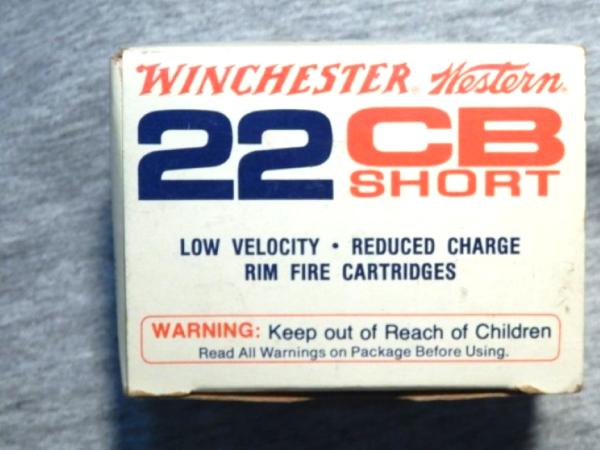 WINCHESTER® Western®
22 CB SHORT
LOW VELOCITY • REDUCED CHARGE
RIM FIRE CARTRIDGES
WARNING: Keep out of Reach of Children
Read All Warnings on Package Before Using.